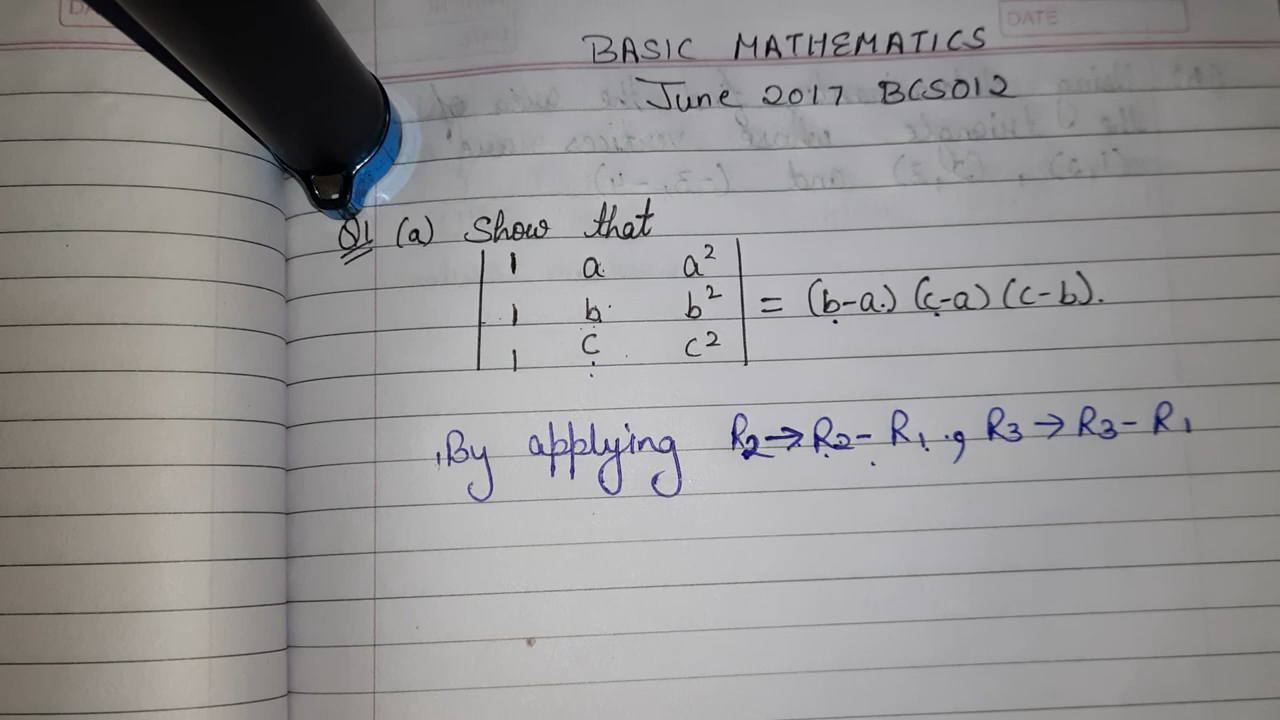 DATE
BASIC MATHEMATICS
June 2017 BCS012
Q1 (a) Show that
| 1 a a² |
| 1 b b² | = (b-a) (c-a) (c-b).
| 1 c c² |
By applying R2→R2-R1, R3→R3-R1